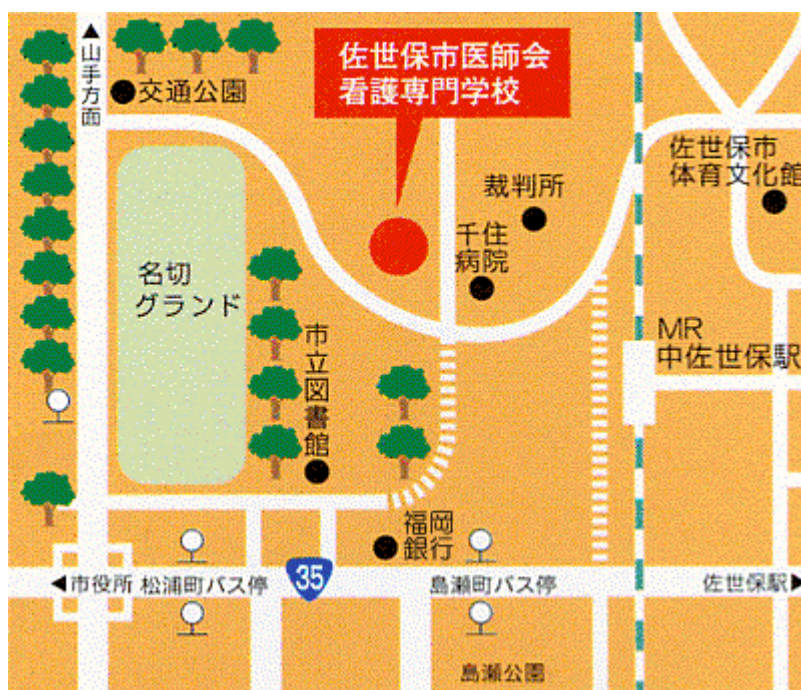 ▲山手方面
交通公園
佐世保市医師会
看護専門学校
裁判所
佐世保市
体育文化館
千住
病院
名切
グランド
市立図書館
MR
中佐世保駅
福岡
銀行
35
◀市役所
松浦町バス停
島瀬町バス停
佐世保駅▶
島瀬公園